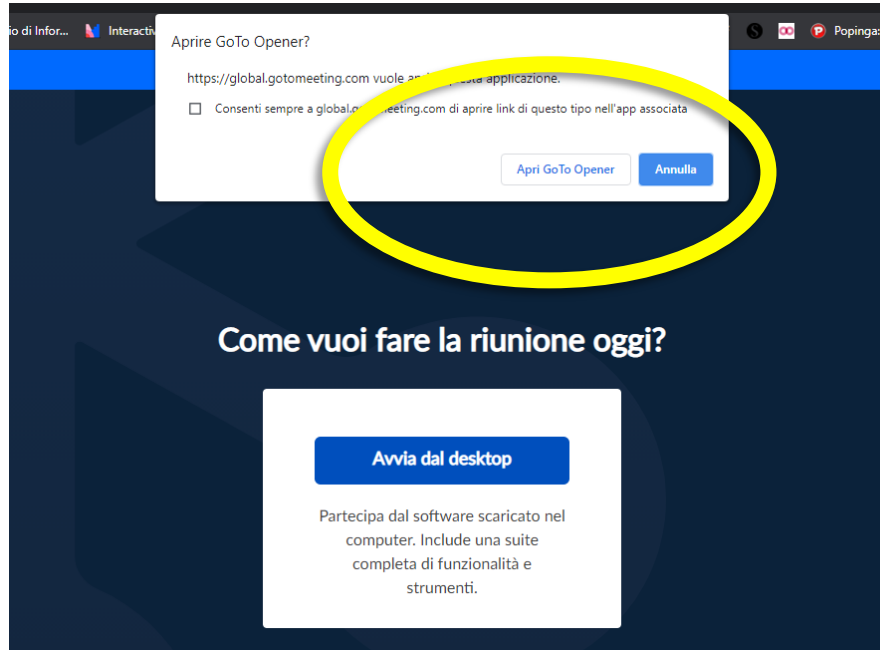 io di Infor... Interactiv Popinga:
Aprire GoTo Opener?
https://global.gotomeeting.com vuole applicazione.
Consenti sempre a global.gotomeeting.com di aprire link di questo tipo nell'app associata
Apri GoTo Opener Annulla
Come vuoi fare la riunione oggi?
Avvia dal desktop
Partecipa dal software scaricato nel
computer. Include una suite
completa di funzionalità e
strumenti.